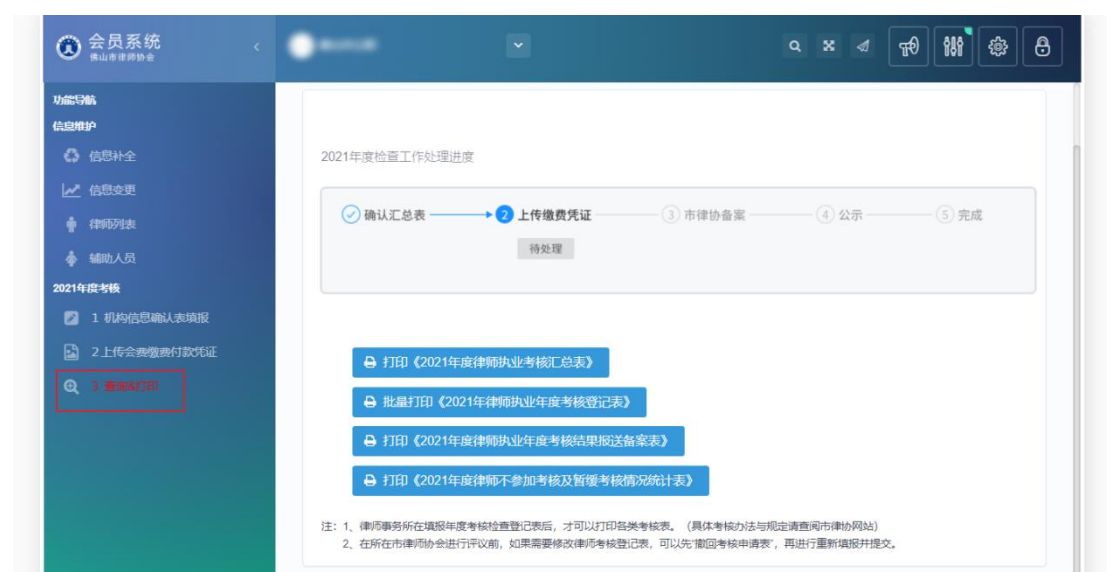 会员系统
佛山市律师协会
功能导航
信息维护
信息补全
信息变更
律师列表
辅助人员
2021年度考核
1 机构信息确认表填报
2上传会费缴费付款凭证
3 查询&打印
2021年度检查工作处理进度
确认汇总表 2 上传缴费凭证 3 市律协备案 4 公示 5 完成
待处理
打印《2021年度律师执业考核汇总表》
批量打印《2021年律师执业年度考核登记表》
打印《2021年度律师执业年度考核结果报送备案表》
打印《2021年度律师不参加考核及暂缓考核情况统计表》
注：1、律师事务所在填报年度考核检查登记表后，才可以打印各类考核表。（具体考核办法与规定请查阅市律协网站）
2、在所在市律师协会进行评议前，如果需要修改律师考核登记表，可以先"撤回考核申请表"，再进行重新填报并提交。